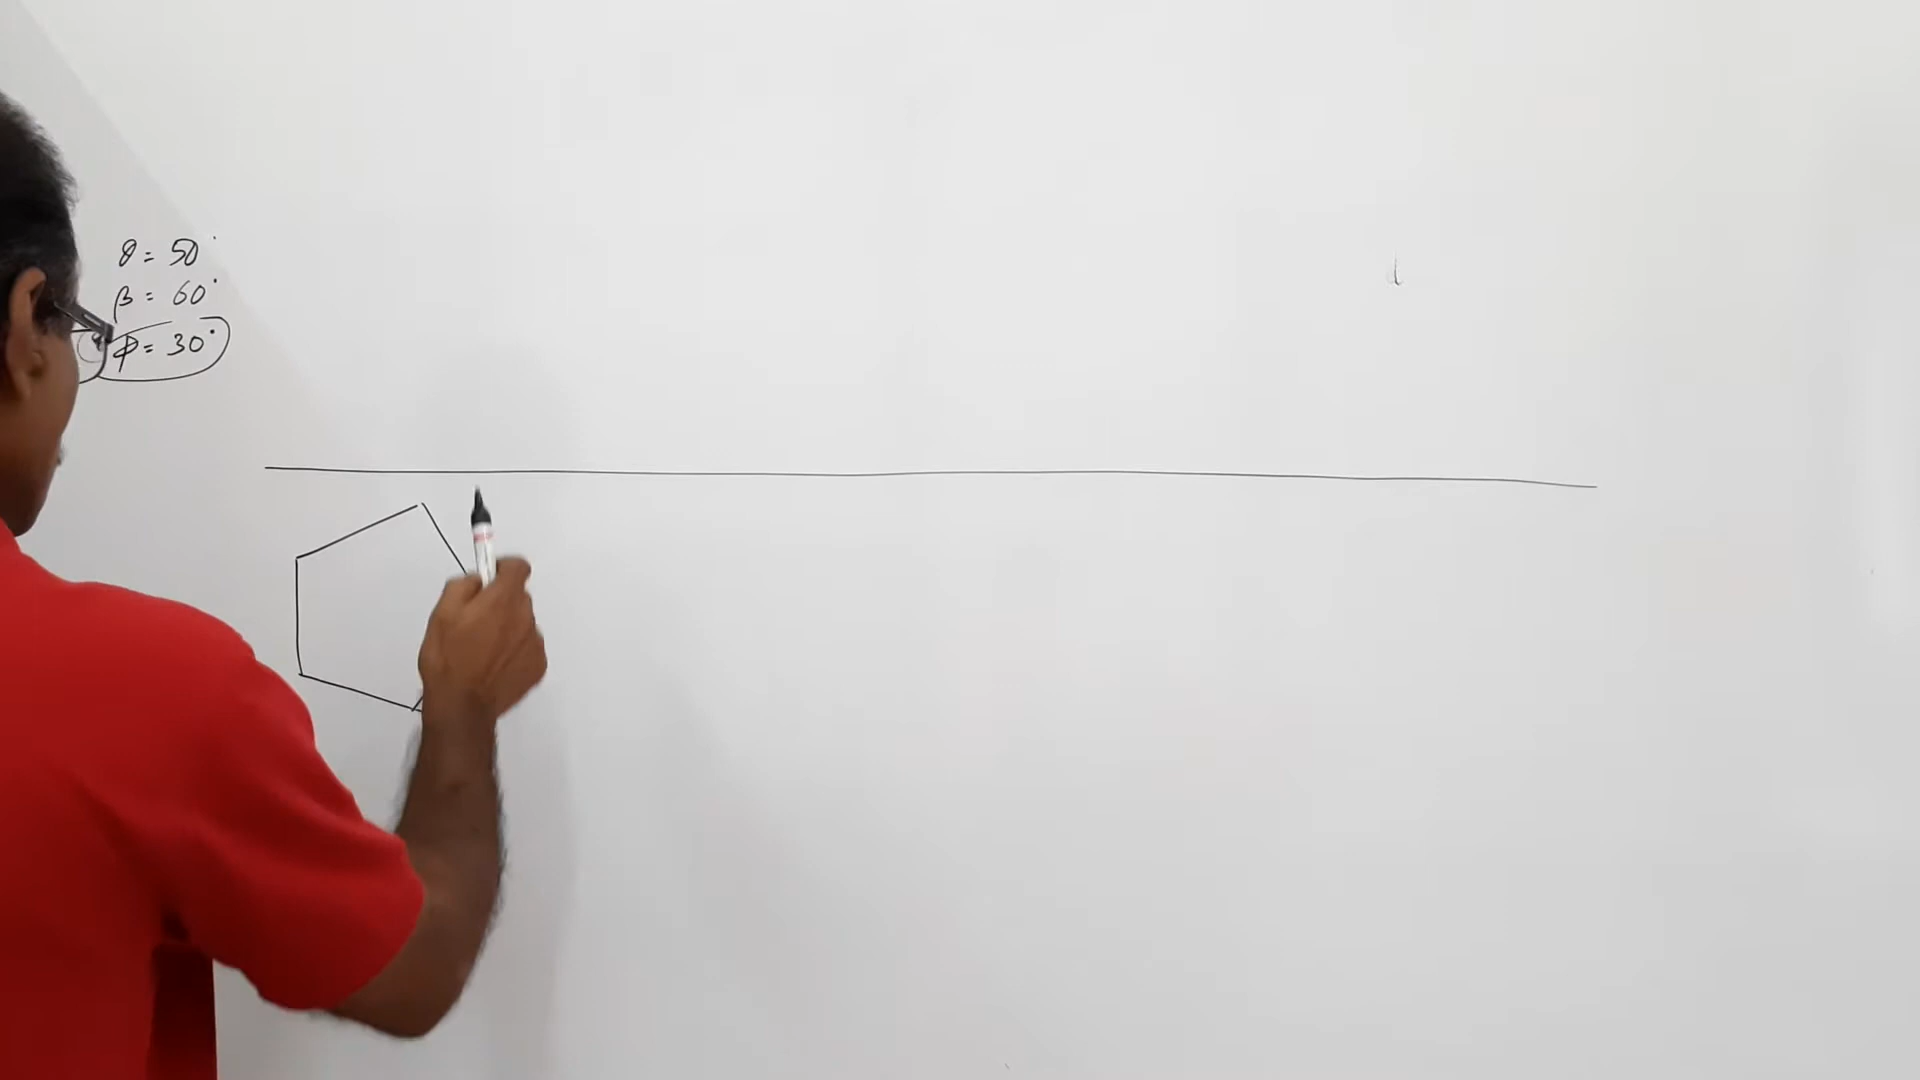 θ = 50°
β = 60°
φ = 30°
d